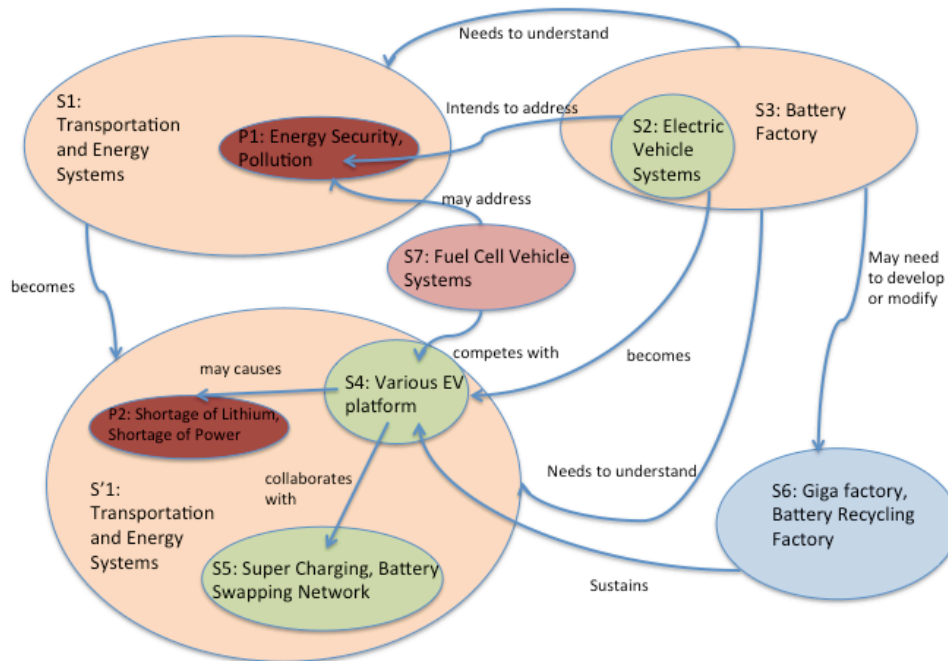 Needs to understand
S1:
Transportation
and Energy
Systems
P1: Energy Security,
Pollution
Intends to address
S2: Electric
Vehicle
Systems
S3: Battery
Factory
may address
S7: Fuel Cell Vehicle
Systems
May need
to develop
or modify
becomes
competes with
becomes
may causes
S4: Various EV
platform
P2: Shortage of Lithium,
Shortage of Power
collaborates
with
Needs to understand
S'1:
Transportation
and Energy
Systems
S6: Giga factory,
Battery Recycling
Factory
S5: Super Charging, Battery
Swapping Network
Sustains